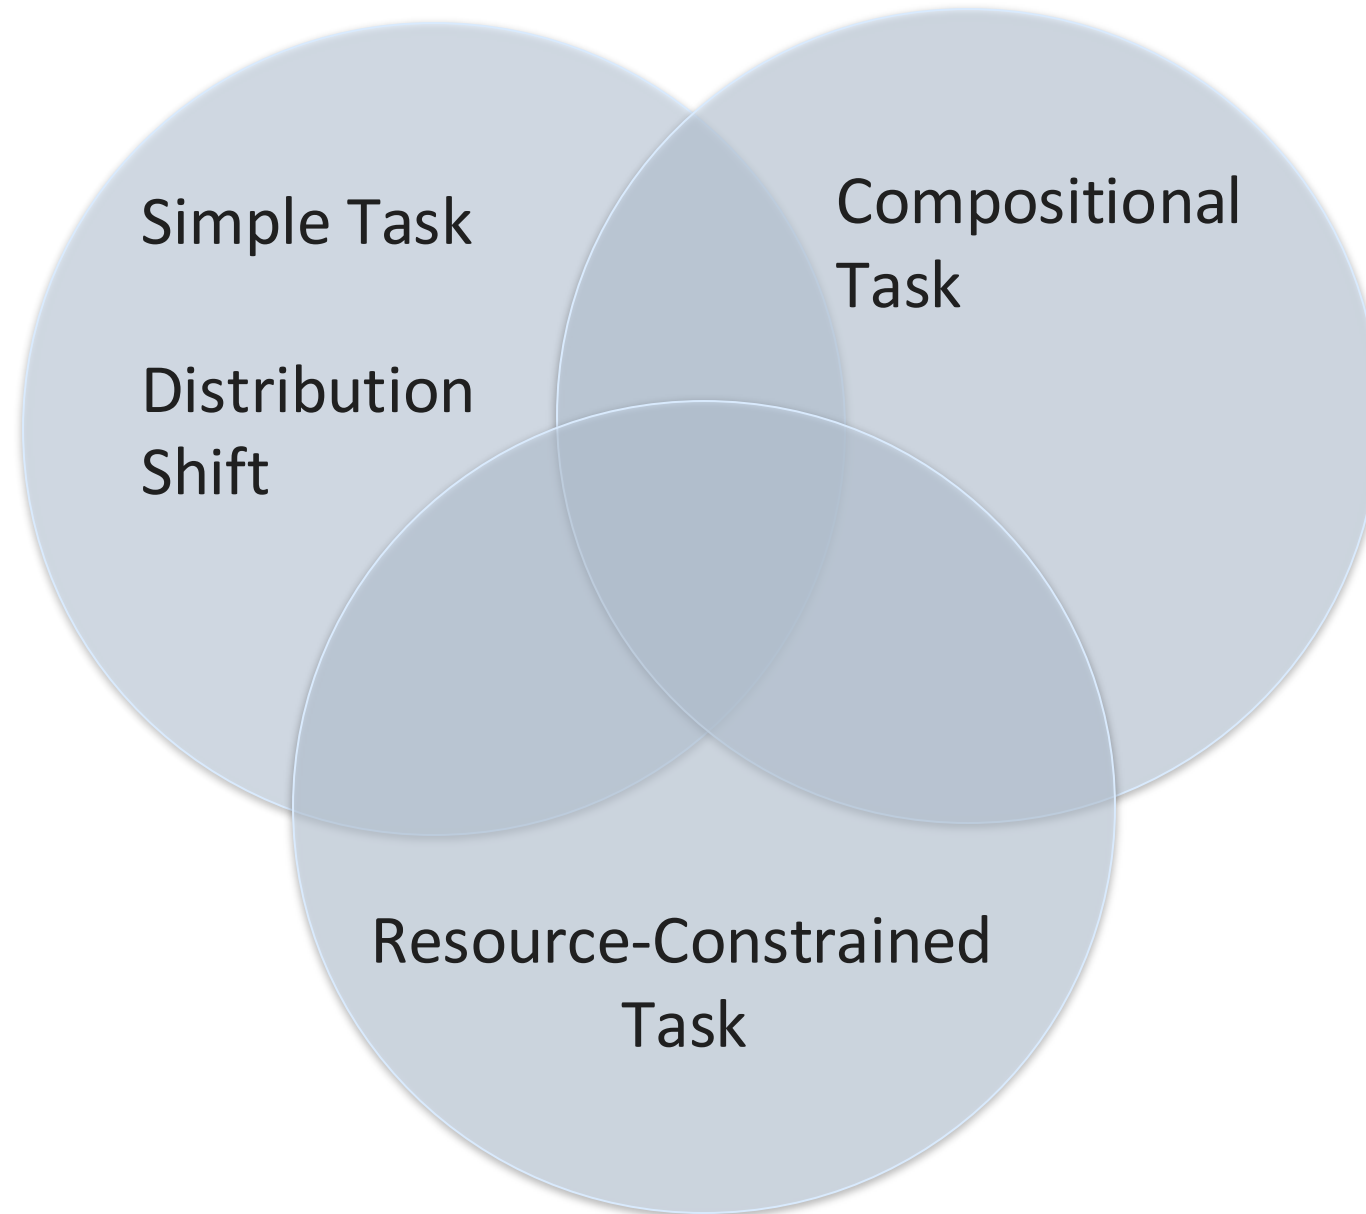 Simple Task
Distribution
Shift
Compositional
Task
Resource-Constrained
Task